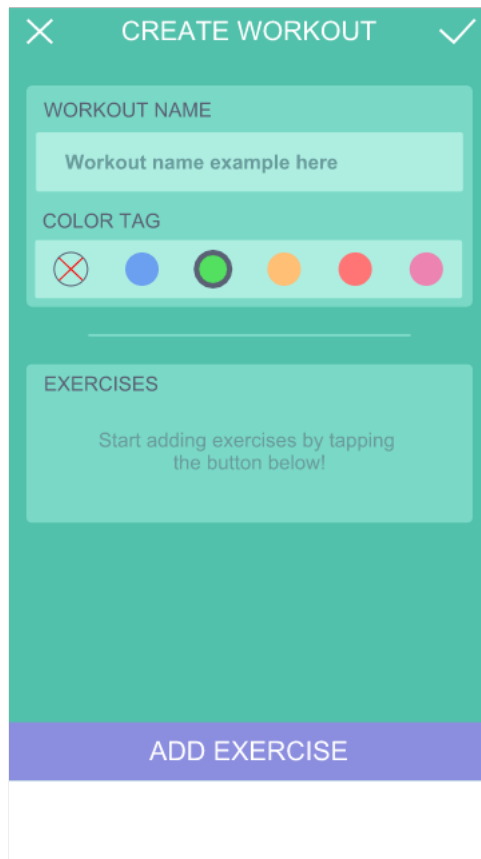 CREATE WORKOUT
WORKOUT NAME
Workout name example here
COLOR TAG
EXERCISES
Start adding exercises by tapping
the button below!
ADD EXERCISE